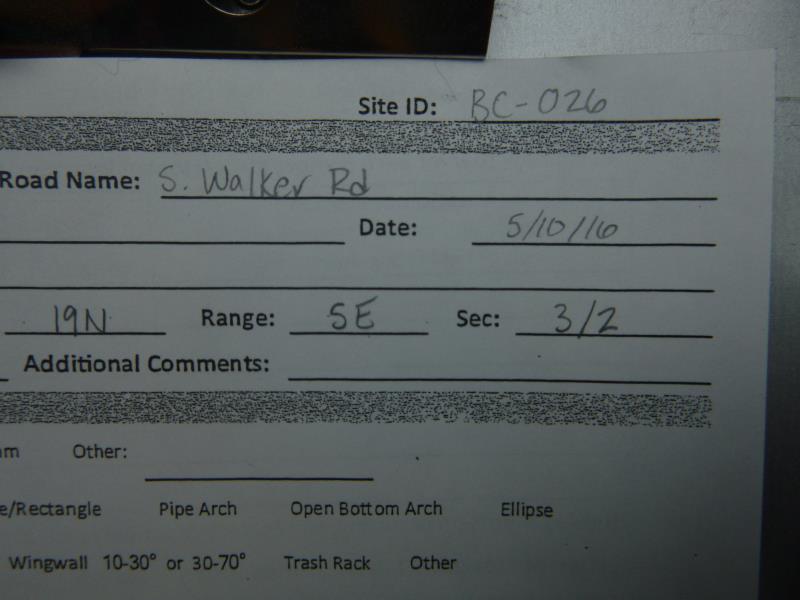 Site ID: BC-026
Road Name: S. Walker Rd
Date: 5/10/16
19N Range: 5E Sec: 3/2
Additional Comments:
Other:
e/Rectangle Pipe Arch Open Bottom Arch Ellipse
Wingwall 10-30° or 30-70° Trash Rack Other